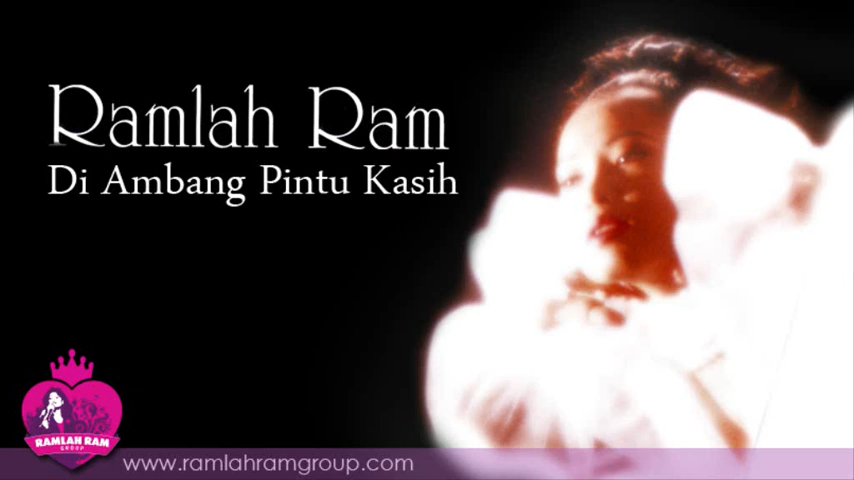 Ramlah Ram
Di Ambang Pintu Kasih
RAMLAH RAM
GROUP
www.ramlahramgroup.com